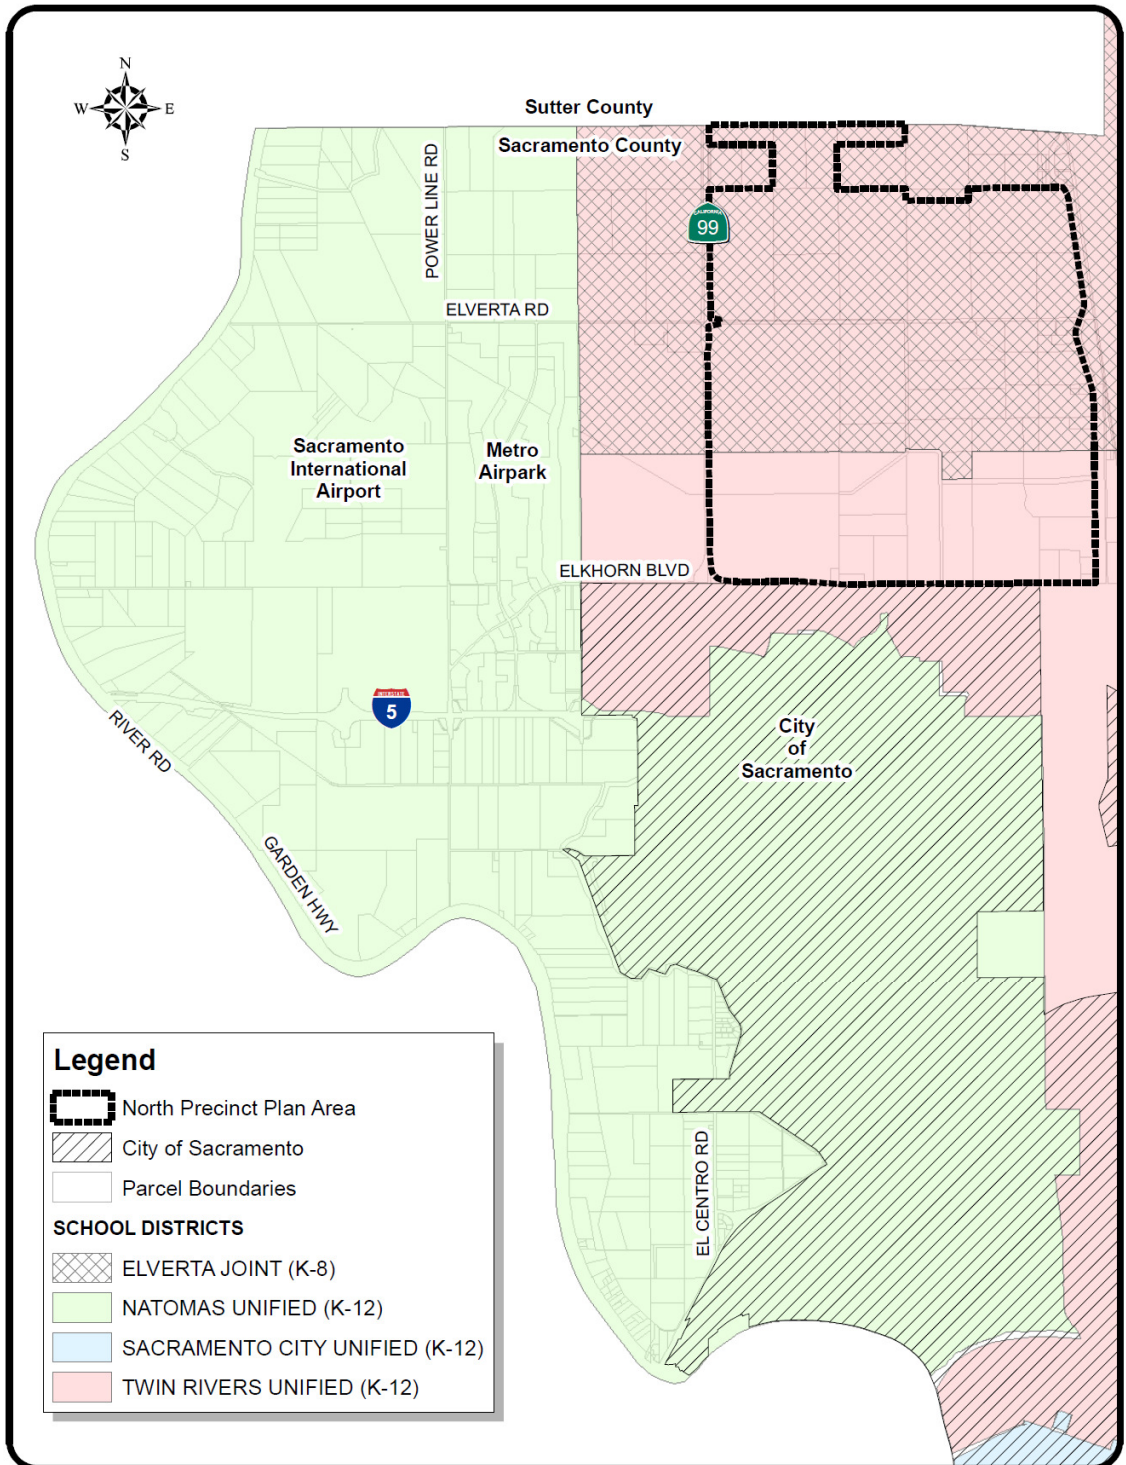 N
W
E
S
Sutter County
Sacramento County
POWER LINE RD
CALIFORNIA
99
ELVERTA RD
Sacramento
International
Airport
Metro
Airpark
ELKHORN BLVD
INTERSTATE
5
RIVER RD
City
of
Sacramento
GARDEN HWY
EL CENTRO RD
Legend
North Precinct Plan Area
City of Sacramento
Parcel Boundaries
SCHOOL DISTRICTS
ELVERTA JOINT (K-8)
NATOMAS UNIFIED (K-12)
SACRAMENTO CITY UNIFIED (K-12)
TWIN RIVERS UNIFIED (K-12)